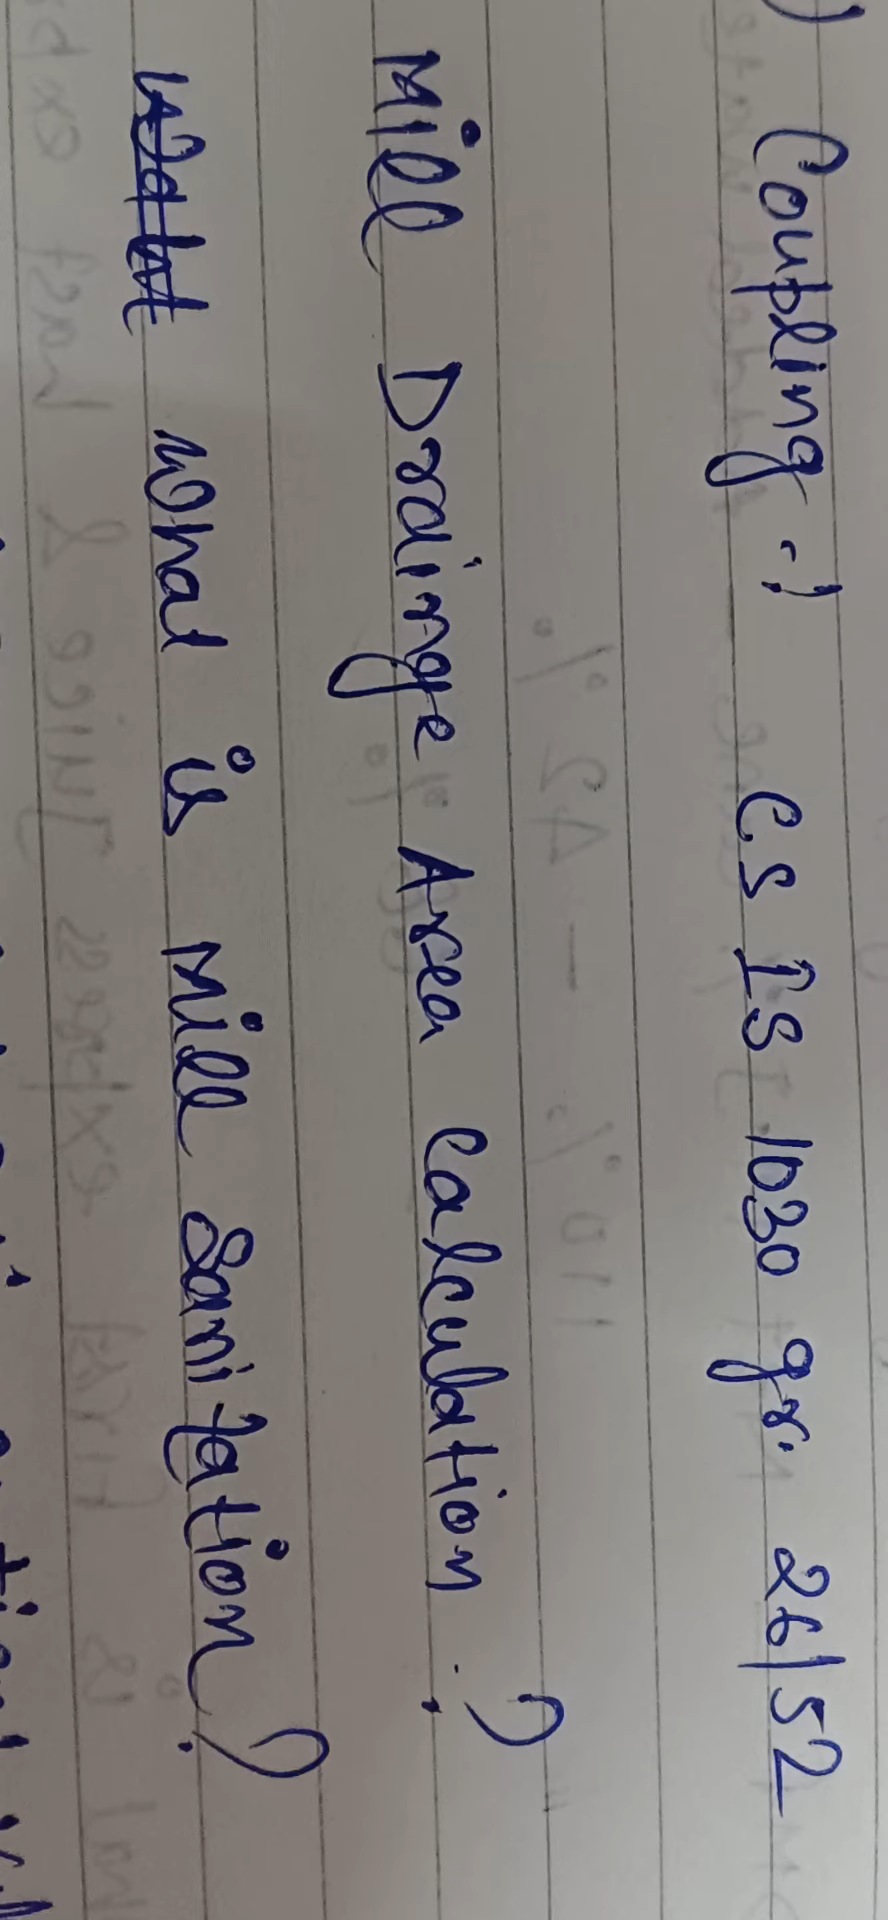 Coupling :- CS IS 1030 gr. 26/52
Mill Drainge Area Calculation ?
What is Mill Sanitation ?